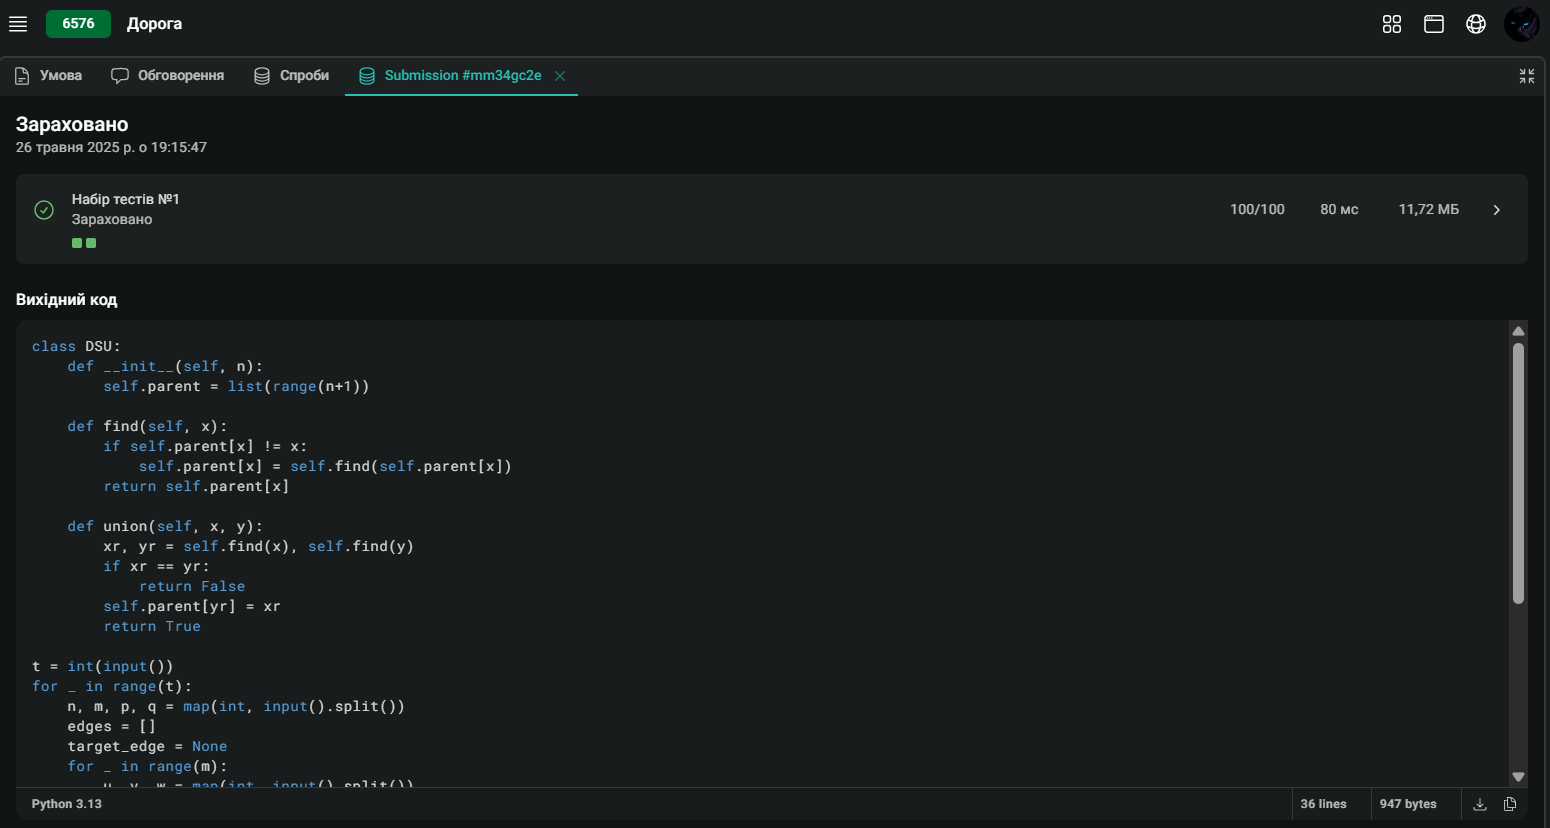 6576 Дорога
Умова Обговорення Спроби Submission #mm34gc2e
Зараховано
26 травня 2025 р. о 19:15:47
Набір тестів №1
Зараховано
100/100 80 мс 11,72 МБ
Вихідний код
class DSU:
    def __init__(self, n):
        self.parent = list(range(n+1))
    def find(self, x):
        if self.parent[x] != x:
            self.parent[x] = self.find(self.parent[x])
        return self.parent[x]
    def union(self, x, y):
        xr, yr = self.find(x), self.find(y)
        if xr == yr:
            return False
        self.parent[yr] = xr
        return True
t = int(input())
for _ in range(t):
    n, m, p, q = map(int, input().split())
    edges = []
    target_edge = None
    for _ in range(m):
        u, v, w = map(int, input().split())
Python 3.13 36 lines 947 bytes